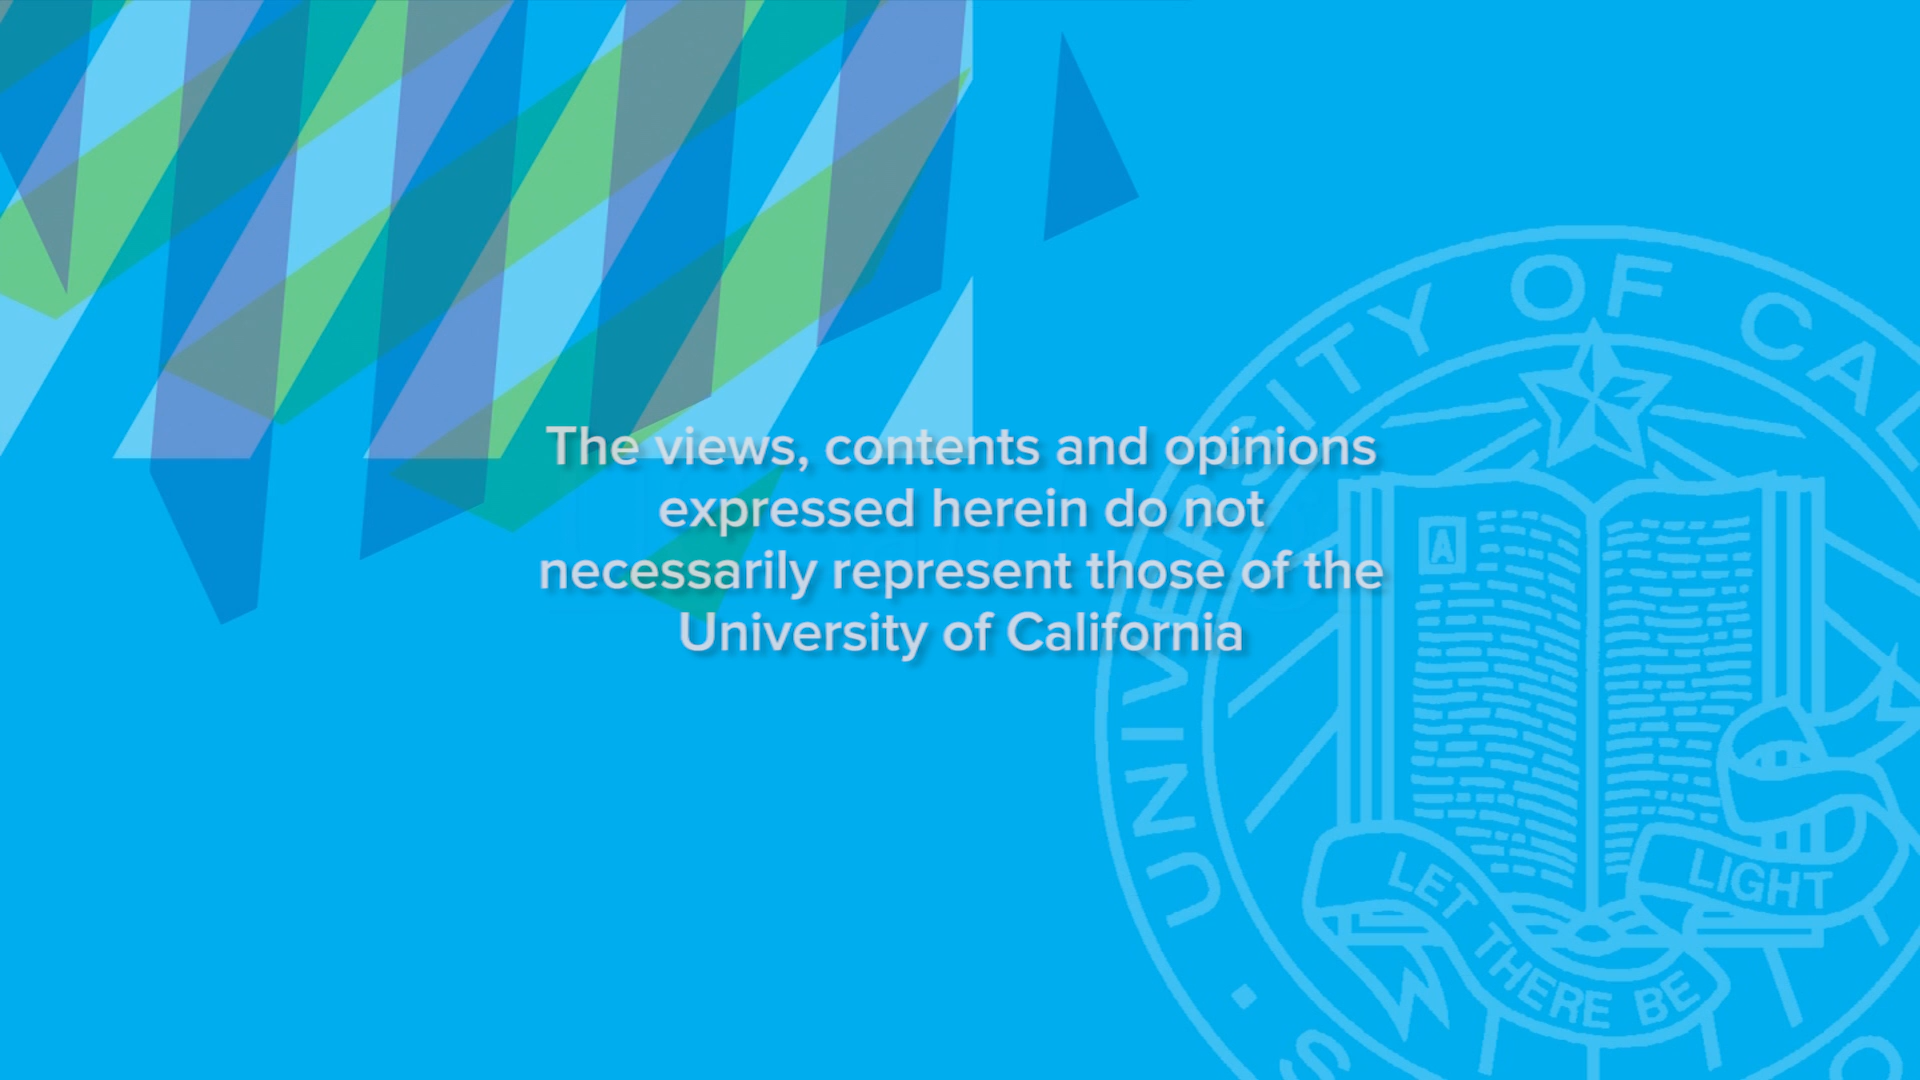 The views, contents and opinions
expressed herein do not
necessarily represent those of the
University of California
UNIVERSITY OF CAL
A
LET THERE BE
LIGHT